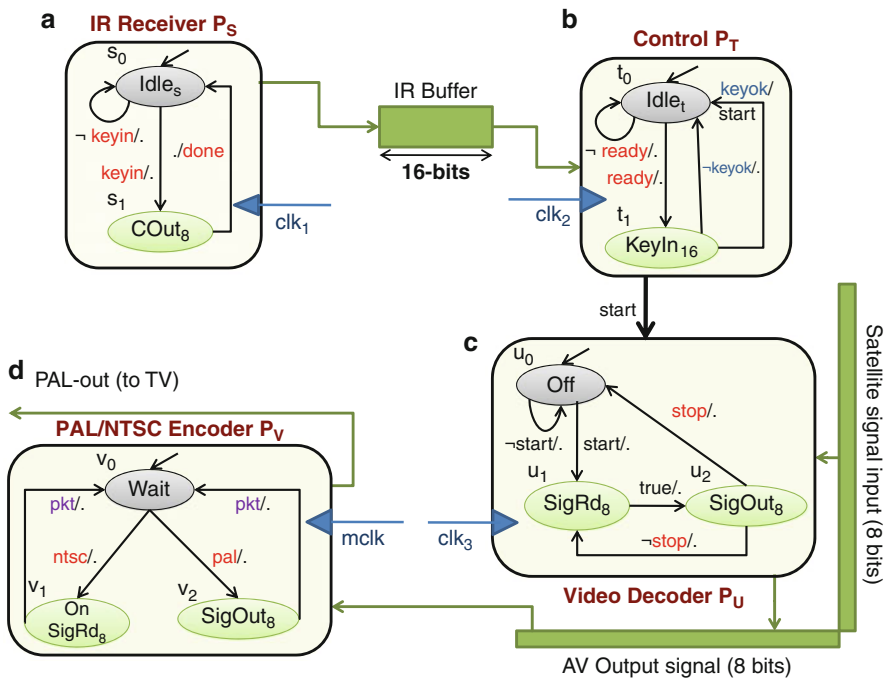 a
IR Receiver P_S
s_0
Idle_s
¬ keyin/.
keyin/.
./done
s_1
COut_8
clk_1
IR Buffer
16-bits
b
Control P_T
t_0
Idle_t
keyok/
start
¬ ready/.
ready/.
¬keyok/.
t_1
KeyIn_16
clk_2
start
c
u_0
Off
¬start/.
start/.
stop/.
u_1
SigRd_8
true/.
u_2
SigOut_8
¬stop/.
clk_3
Video Decoder P_U
Satellite signal input (8 bits)
AV Output signal (8 bits)
d
PAL-out (to TV)
PAL/NTSC Encoder P_V
v_0
Wait
pkt/.
pkt/.
ntsc/.
pal/.
v_1
On
SigRd_8
v_2
SigOut_8
mclk